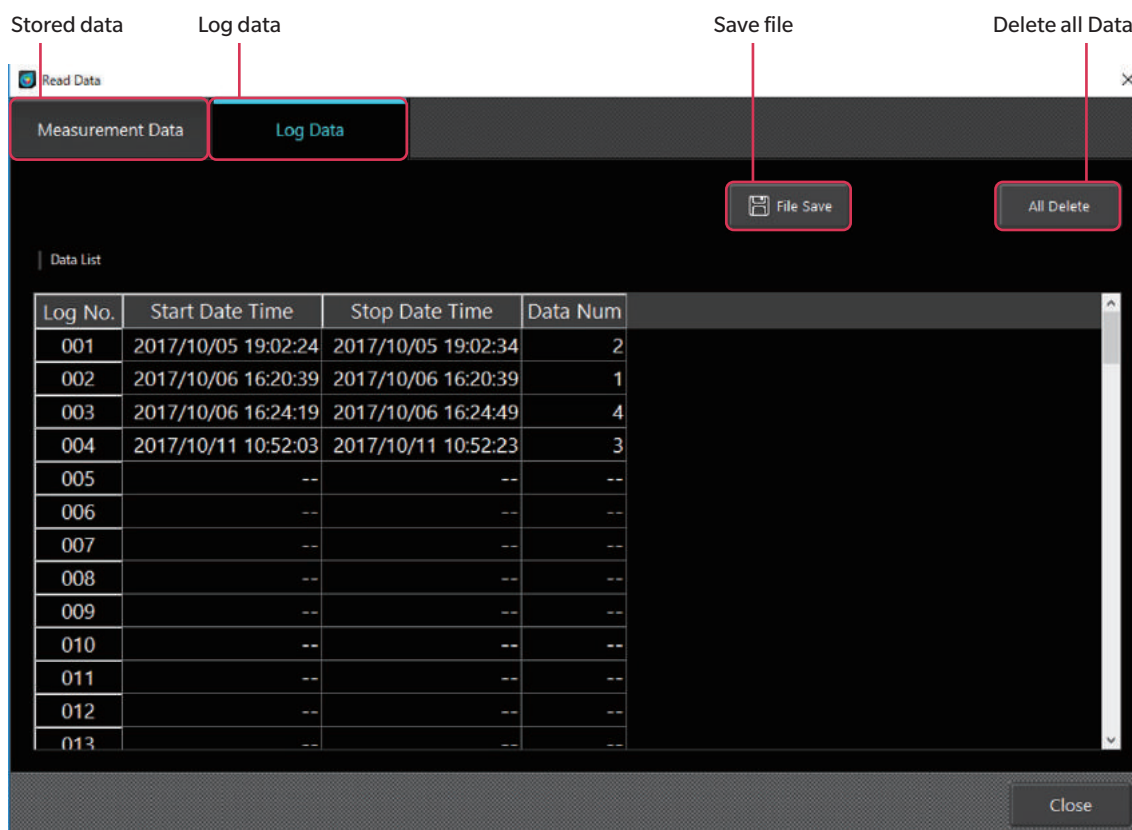 Stored data Log data Save file Delete all Data
Read Data
Measurement Data Log Data
File Save All Delete
Data List
Log No. Start Date Time Stop Date Time Data Num
001 2017/10/05 19:02:24 2017/10/05 19:02:34 2
002 2017/10/06 16:20:39 2017/10/06 16:20:39 1
003 2017/10/06 16:24:19 2017/10/06 16:24:49 4
004 2017/10/11 10:52:03 2017/10/11 10:52:23 3
005 -- -- --
006 -- -- --
007 -- -- --
008 -- -- --
009 -- -- --
010 -- -- --
011 -- -- --
012 -- -- --
013 -- -- --
Close